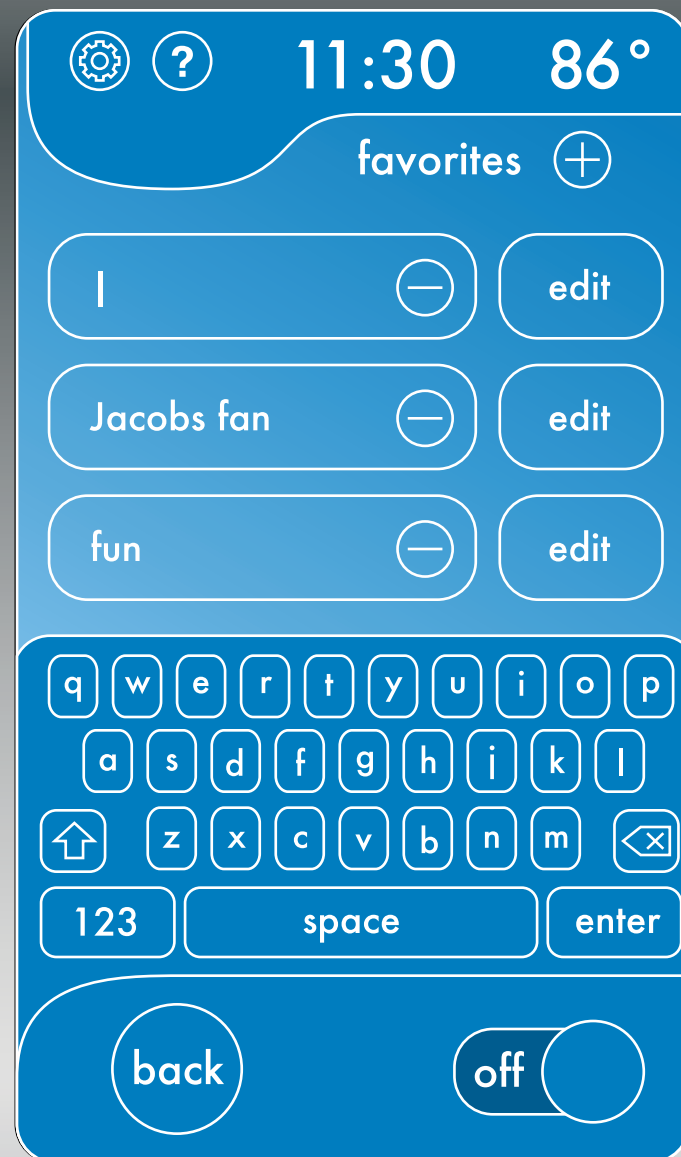 ? 11:30 86°
favorites
edit
Jacobs fan edit
fun edit
q w e r t y u i o p
a s d f g h j k l
z x c v b n m
123 space enter
back off